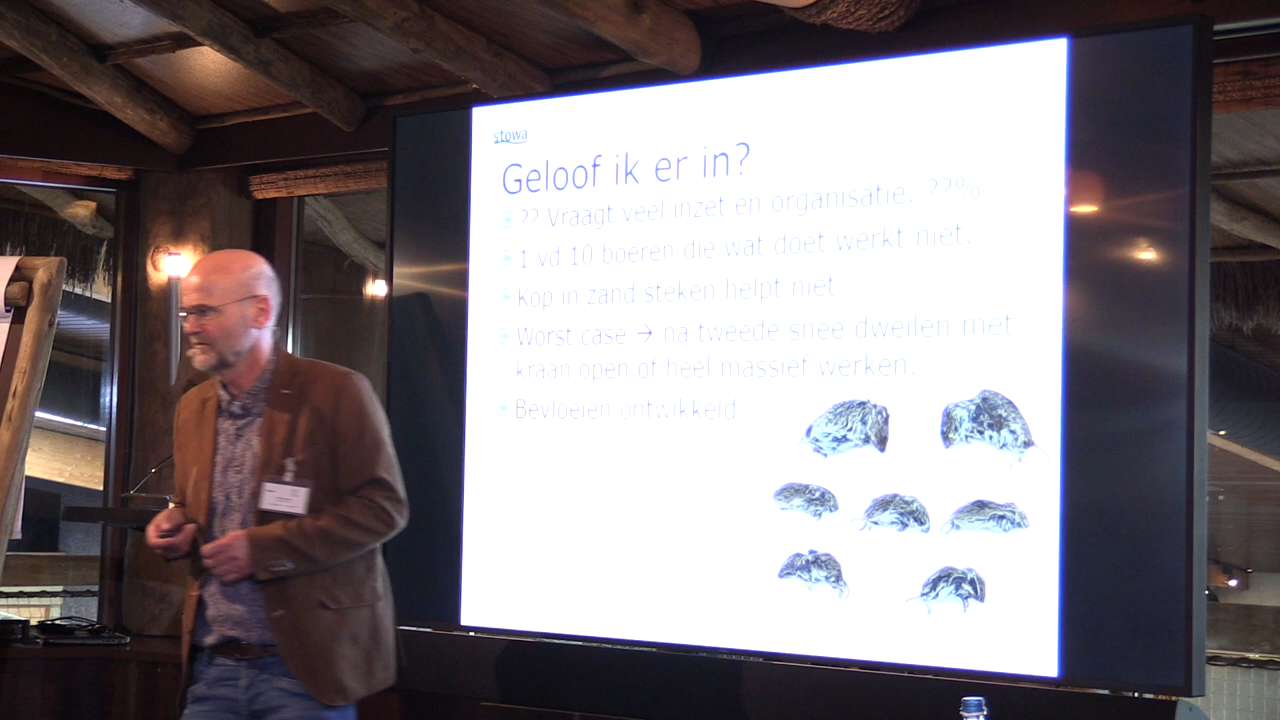 stowa
Geloof ik er in?
?? Vraagt veel inzet en organisatie. ??%
1 vd 10 boeren die wat doet werkt niet.
Kop in zand steken helpt niet
Worst case → na tweede snee dweilen met
kraan open of heel massief werken.
Bevloeien ontwikkeld.